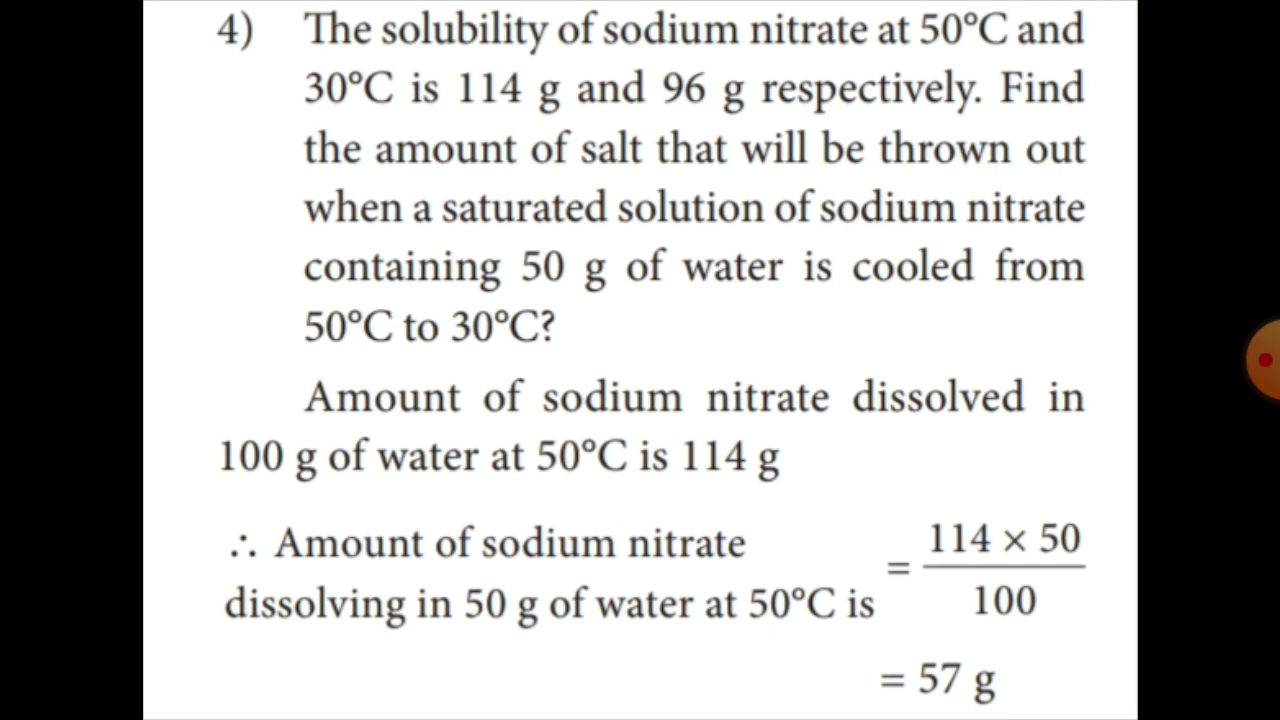 4) The solubility of sodium nitrate at 50°C and
30°C is 114 g and 96 g respectively. Find
the amount of salt that will be thrown out
when a saturated solution of sodium nitrate
containing 50 g of water is cooled from
50°C to 30°C?
Amount of sodium nitrate dissolved in
100 g of water at 50°C is 114 g
∴ Amount of sodium nitrate
dissolving in 50 g of water at 50°C is = 114 × 50 / 100
= 57 g